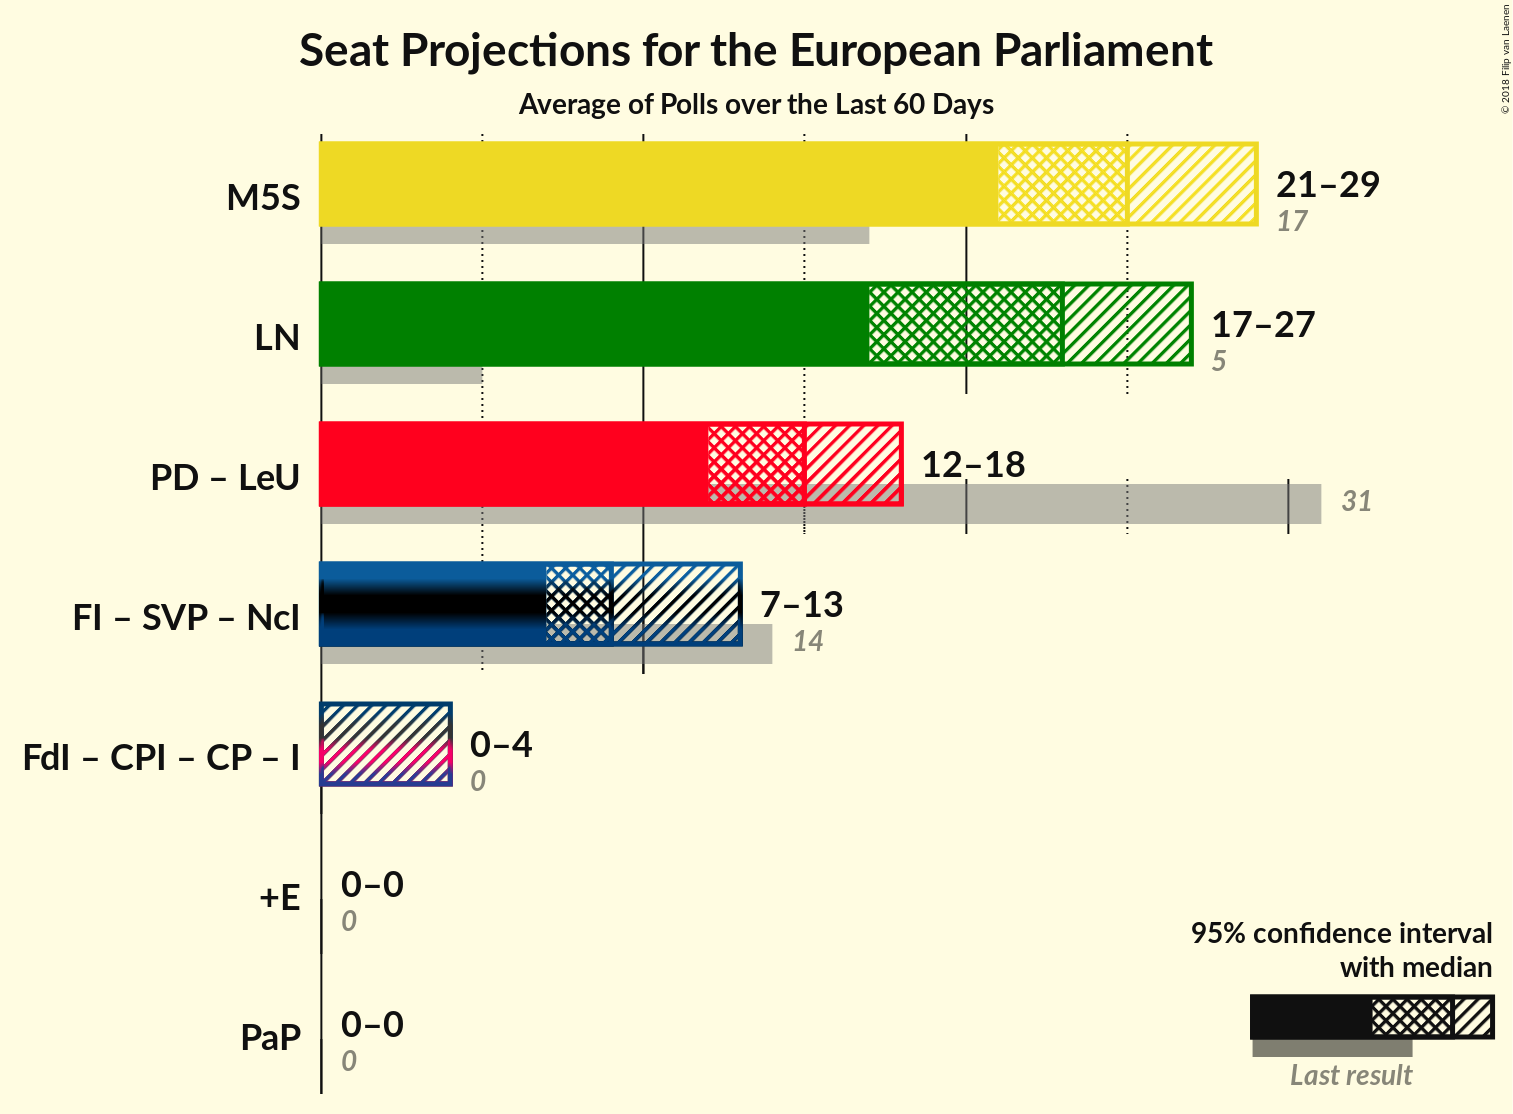 Seat Projections for the European Parliament
Average of Polls over the Last 60 Days
© 2018 Filip van Laenen
M5S
21–29
17
LN
17–27
5
PD – LeU
12–18
31
FI – SVP – NcI
7–13
14
FdI – CPI – CP – I
0–4
0
+E
0–0
0
PaP
0–0
0
95% confidence interval
with median
Last result